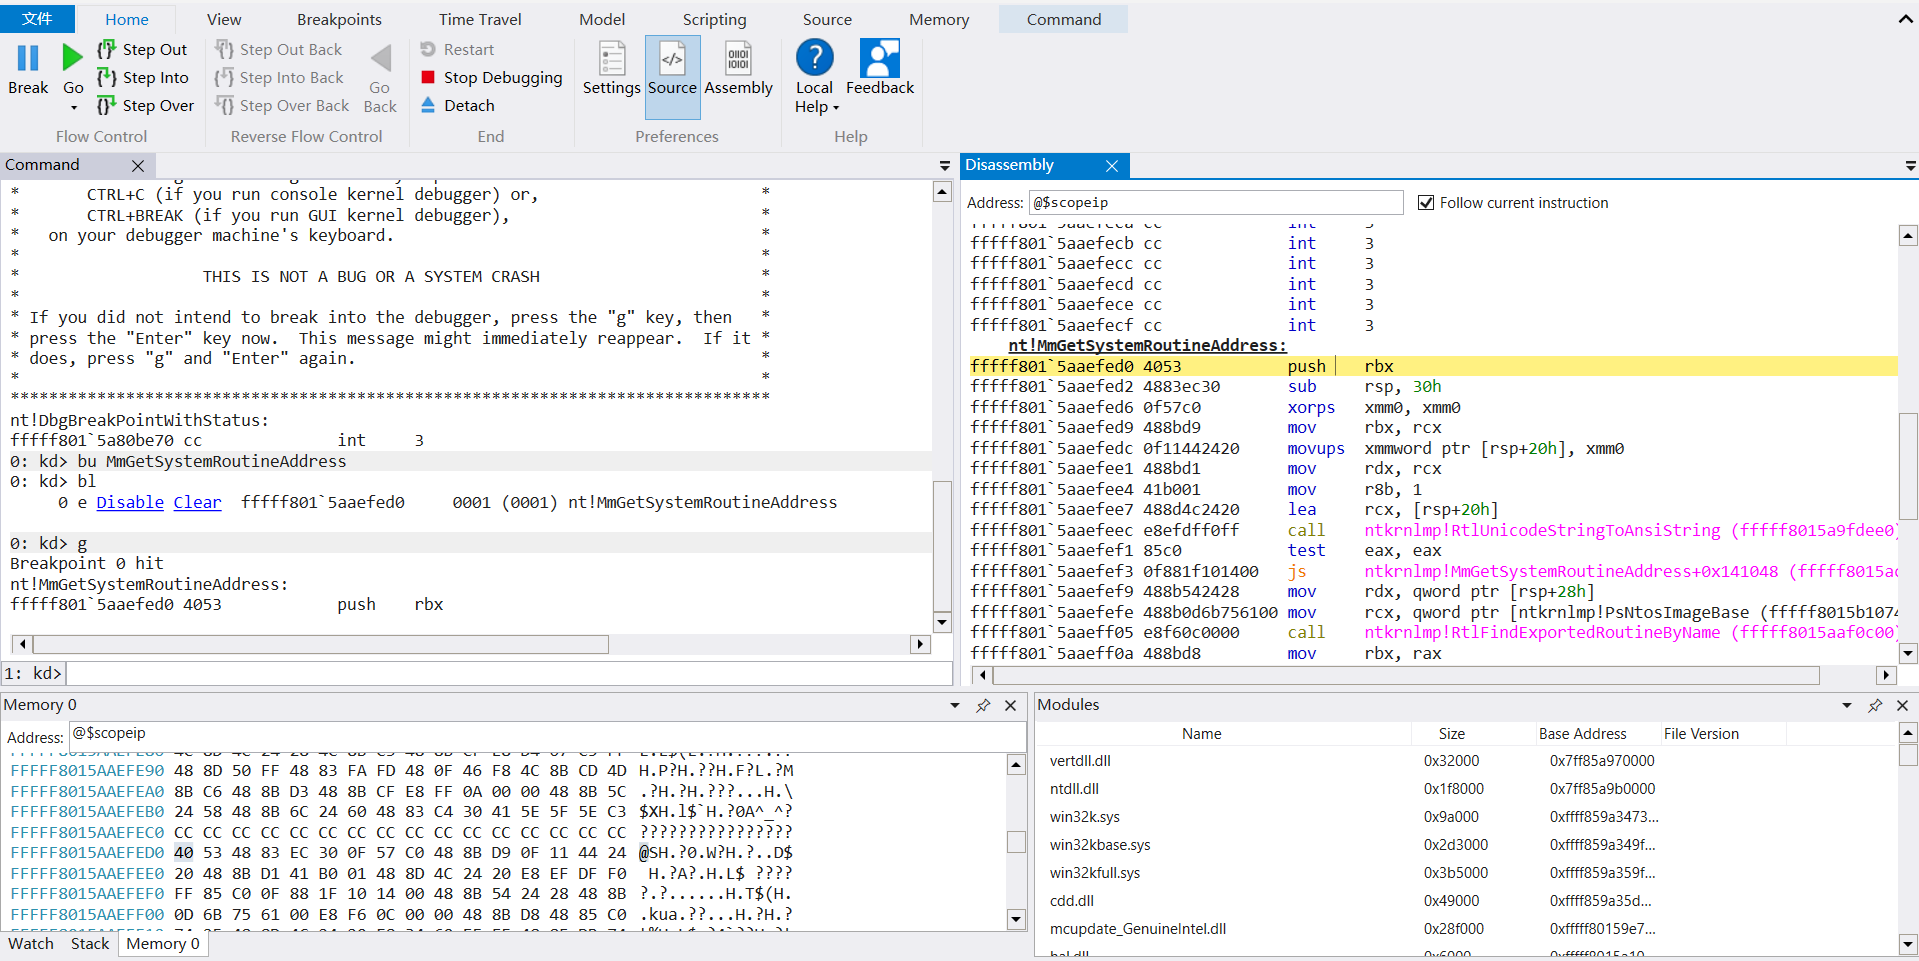 文件 Home View Breakpoints Time Travel Model Scripting Source Memory Command
Break
Go
Step Out
Step Into
Step Over
Flow Control
Step Out Back
Step Into Back
Step Over Back
Go Back
Reverse Flow Control
Restart
Stop Debugging
Detach
End
Settings Source Assembly
Preferences
Local Help Feedback
Help
Command
* CTRL+C (if you run console kernel debugger) or, *
* CTRL+BREAK (if you run GUI kernel debugger), *
* on your debugger machine's keyboard. *
* *
* THIS IS NOT A BUG OR A SYSTEM CRASH *
* *
* If you did not intend to break into the debugger, press the "g" key, then *
* press the "Enter" key now.  This message might immediately reappear.  If it *
* does, press "g" and "Enter" again. *
* *
*******************************************************************************
nt!DbgBreakPointWithStatus:
fffff801`5a80be70 cc int 3
0: kd> bu MmGetSystemRoutineAddress
0: kd> bl
0 e Disable Clear fffff801`5aaefed0 0001 (0001) nt!MmGetSystemRoutineAddress
0: kd> g
Breakpoint 0 hit
nt!MmGetSystemRoutineAddress:
fffff801`5aaefed0 4053 push rbx
1: kd>
Disassembly
Address: @$scopeip Follow current instruction
fffff801`5aaefecb cc int 3
fffff801`5aaefecc cc int 3
fffff801`5aaefecd cc int 3
fffff801`5aaefece cc int 3
fffff801`5aaefecf cc int 3
nt!MmGetSystemRoutineAddress:
fffff801`5aaefed0 4053 push rbx
fffff801`5aaefed2 4883ec30 sub rsp, 30h
fffff801`5aaefed6 0f57c0 xorps xmm0, xmm0
fffff801`5aaefed9 488bd9 mov rbx, rcx
fffff801`5aaefedc 0f11442420 movups xmmword ptr [rsp+20h], xmm0
fffff801`5aaefee1 488bd1 mov rdx, rcx
fffff801`5aaefee4 41b001 mov r8b, 1
fffff801`5aaefee7 488d4c2420 lea rcx, [rsp+20h]
fffff801`5aaefeec e8efdff0ff call ntkrnlmp!RtlUnicodeStringToAnsiString (fffff8015a9fdee0)
fffff801`5aaefef1 85c0 test eax, eax
fffff801`5aaefef3 0f881f101400 js ntkrnlmp!MmGetSystemRoutineAddress+0x141048 (fffff8015ac
fffff801`5aaefef9 488b542428 mov rdx, qword ptr [rsp+28h]
fffff801`5aaefefe 488b0d6b756100 mov rcx, qword ptr [ntkrnlmp!PsNtosImageBase (fffff8015b1074
fffff801`5aaeff05 e8f60c0000 call ntkrnlmp!RtlFindExportedRoutineByName (fffff8015aaf0c00)
fffff801`5aaeff0a 488bd8 mov rbx, rax
Memory 0
Address: @$scopeip
FFFFF8015AAEFE90 48 8D 50 FF 48 83 FA FD 48 0F 46 F8 4C 8B CD 4D H.P?H.??H.F?L.?M
FFFFF8015AAEFEA0 8B C6 48 8B D3 48 8B CF E8 FF 0A 00 00 48 8B 5C .?H.?H.???...H.\
FFFFF8015AAEFEB0 24 58 48 8B 6C 24 60 48 83 C4 30 41 5E 5F 5E C3 $XH.l$`H.?0A^_^?
FFFFF8015AAEFEC0 CC CC CC CC CC CC CC CC CC CC CC CC CC CC CC CC ????????????????
FFFFF8015AAEFED0 40 53 48 83 EC 30 0F 57 C0 48 8B D9 0F 11 44 24 @SH.?0.W?H.?..D$
FFFFF8015AAEFEE0 20 48 8B D1 41 B0 01 48 8D 4C 24 20 E8 EF DF F0 H.?A?.H.L$ ????
FFFFF8015AAEFEF0 FF 85 C0 0F 88 1F 10 14 00 48 8B 54 24 28 48 8B ?.?......H.T$(H.
FFFFF8015AAEFF00 0D 6B 75 61 00 E8 F6 0C 00 00 48 8B D8 48 85 C0 .kua.??...H.?H.?
Watch Stack Memory 0
Modules
Name Size Base Address File Version
vertdll.dll 0x32000 0x7ff85a970000
ntdll.dll 0x1f8000 0x7ff85a9b0000
win32k.sys 0x9a000 0xffff859a3473...
win32kbase.sys 0x2d3000 0xffff859a349f...
win32kfull.sys 0x3b5000 0xffff859a359f...
cdd.dll 0x49000 0xffff859a35d...
mcupdate_GenuineIntel.dll 0x28f000 0xfffff80159e7...